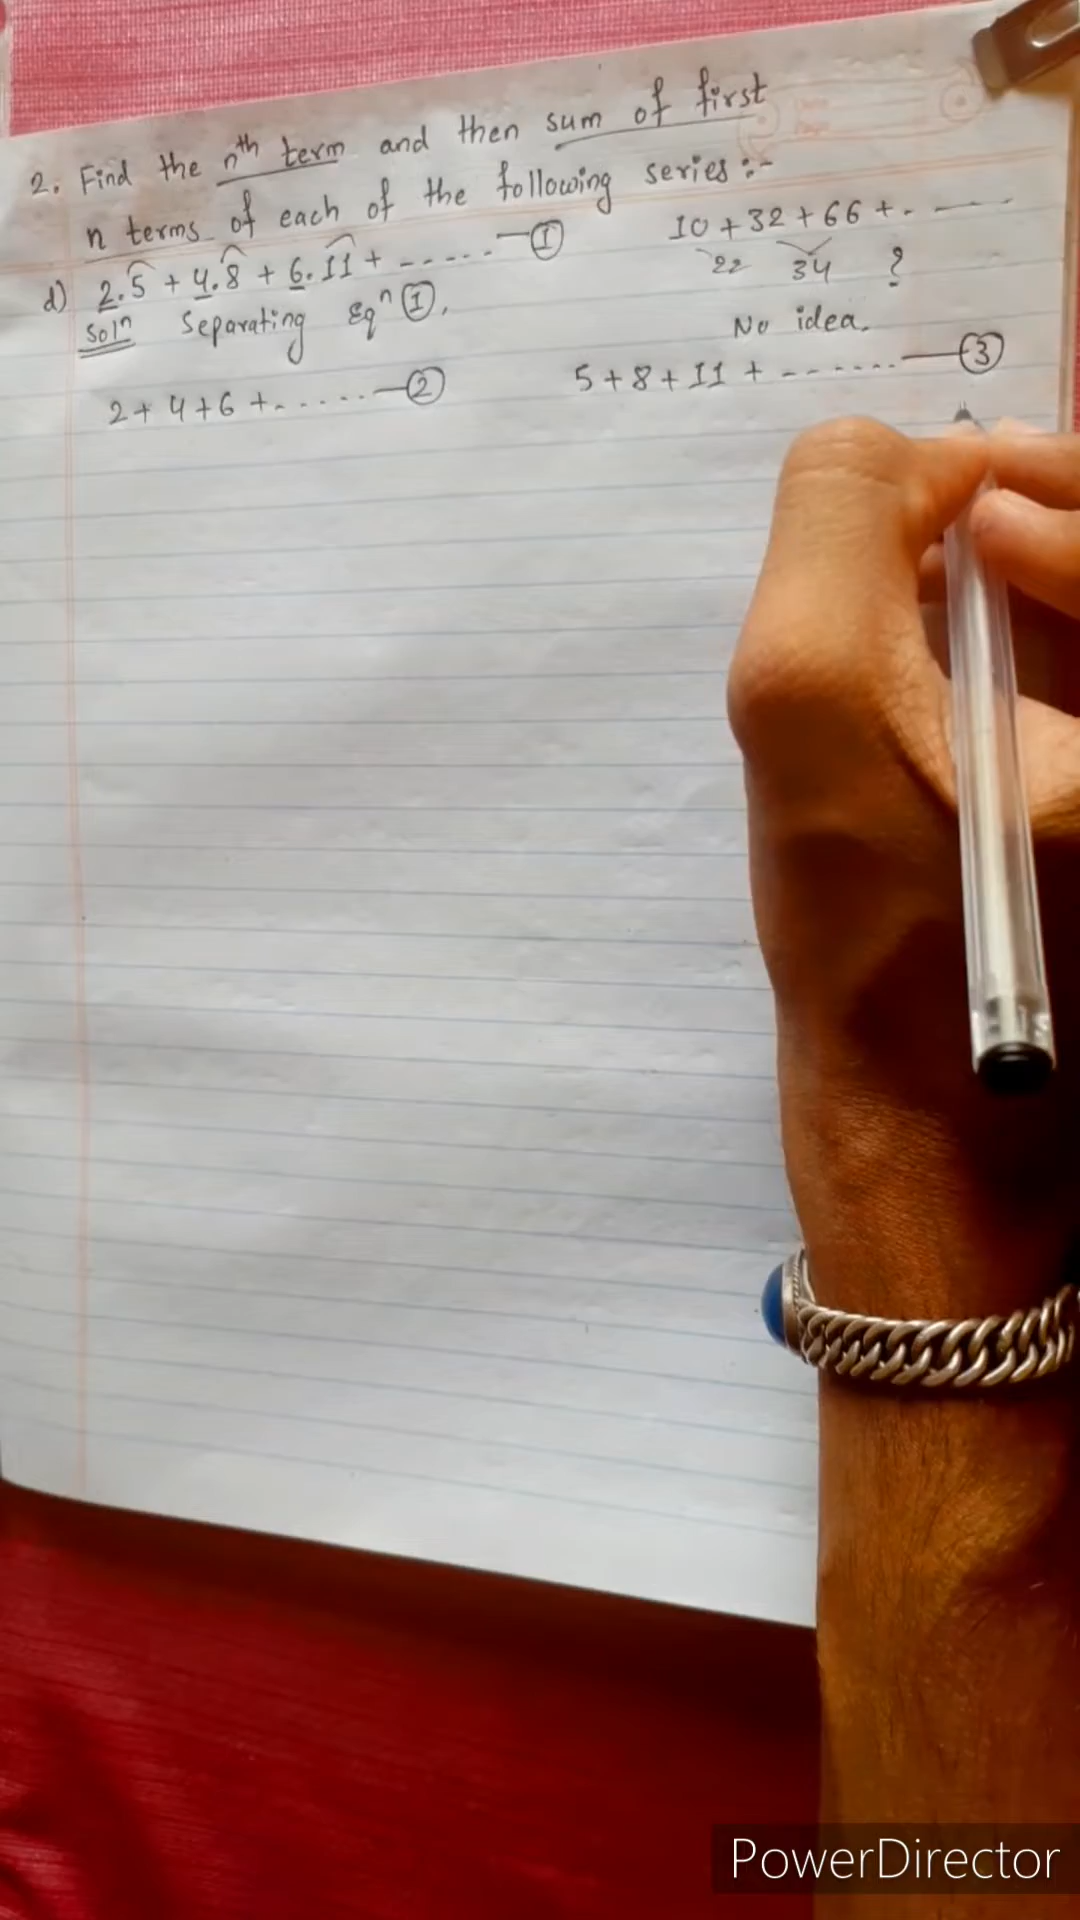 2. Find the nth term and then sum of first
n terms of each of the following series :-
d) 2.5 + 4.8 + 6.11 + ------ —①
10 + 32 + 66 + . - ——
22 34 ?
Solⁿ Separating Eqⁿ ①,
No idea.
2 + 4 + 6 + ------ —②
5 + 8 + 11 + ------- —③
PowerDirector